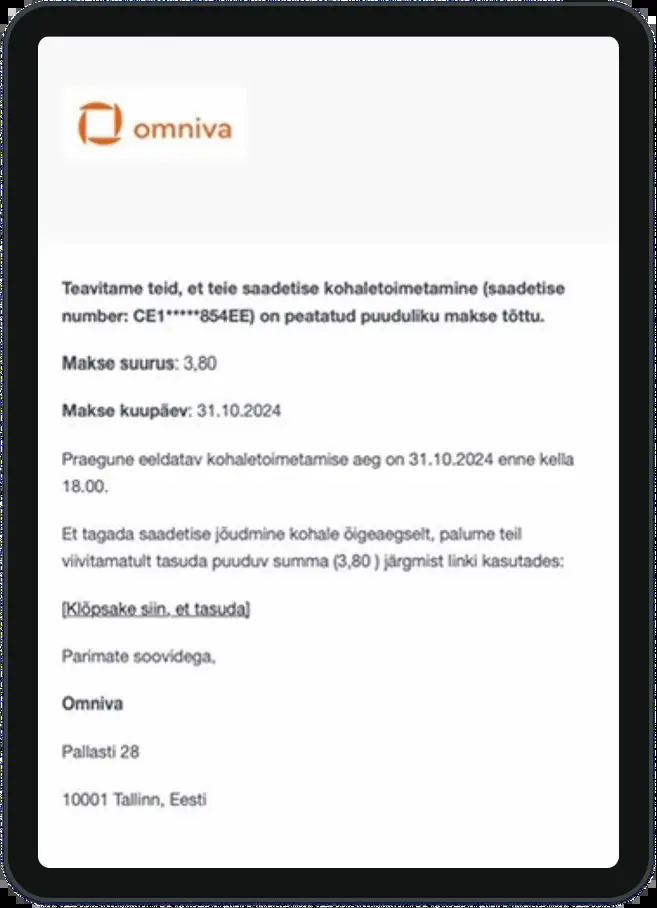 omniva
Teavitame teid, et teie saadetise kohaletoimetamine (saadetise
number: CE1*****854EE) on peatatud puuduliku makse tõttu.
Makse suurus: 3,80
Makse kuupäev: 31.10.2024
Praegune eeldatav kohaletoimetamise aeg on 31.10.2024 enne kella
18.00.
Et tagada saadetise jõudmine kohale õigeaegselt, palume teil
viivitamatult tasuda puuduv summa (3,80 ) järgmist linki kasutades:
[Klõpsake siin, et tasuda]
Parimate soovidega,
Omniva
Pallasti 28
10001 Tallinn, Eesti